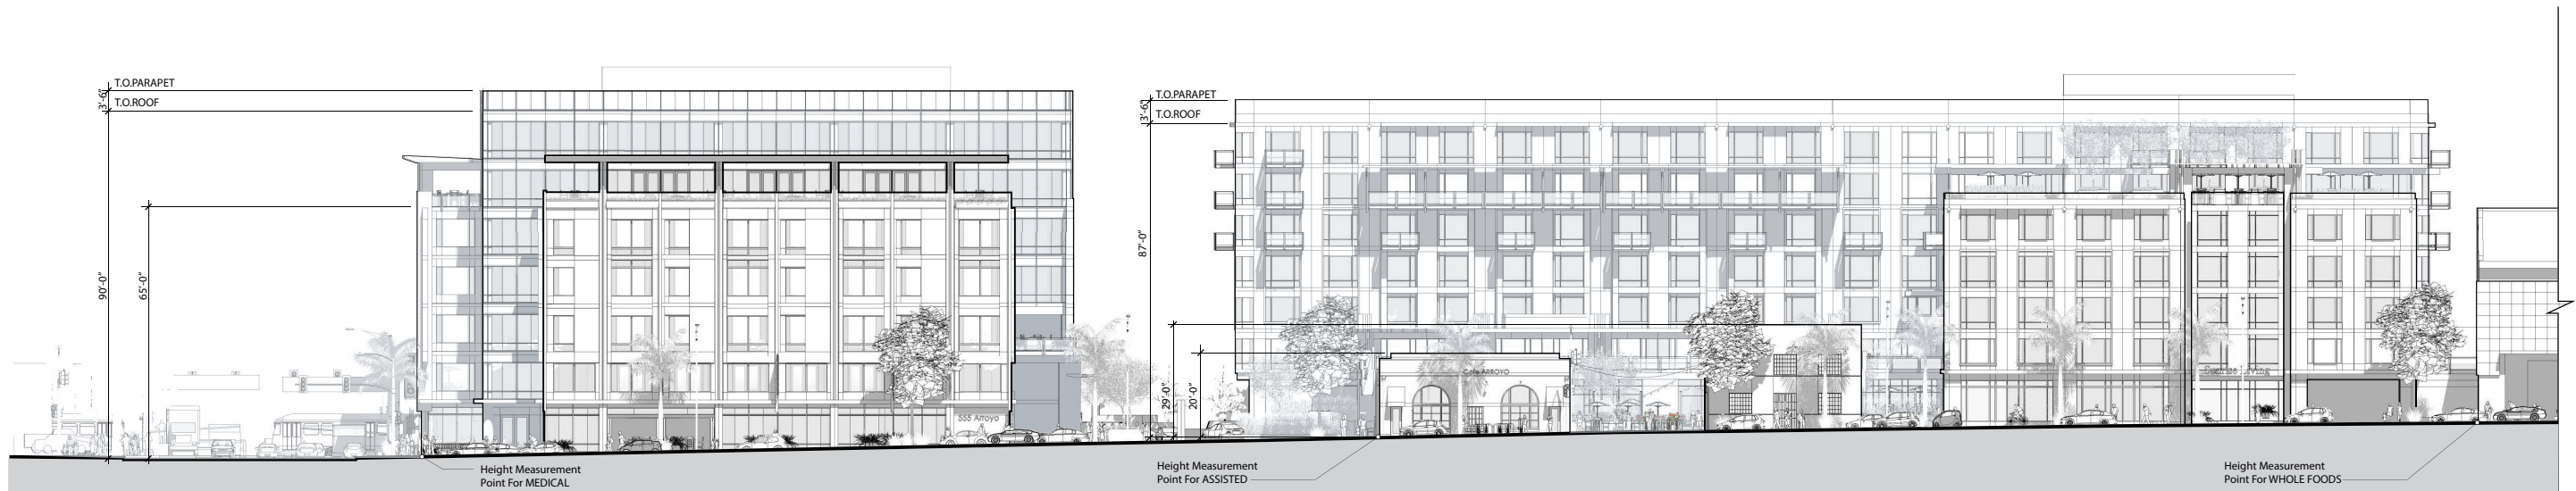 T.O.PARAPET
3'-6"
T.O.ROOF
90'-0"
65'-0"
555 Arroyo
Height Measurement
Point For MEDICAL
T.O.PARAPET
3'-6"
T.O.ROOF
87'-0"
29'-0"
20'-0"
Cafe ARROYO
Height Measurement
Point For ASSISTED
Living
Height Measurement
Point For WHOLE FOODS